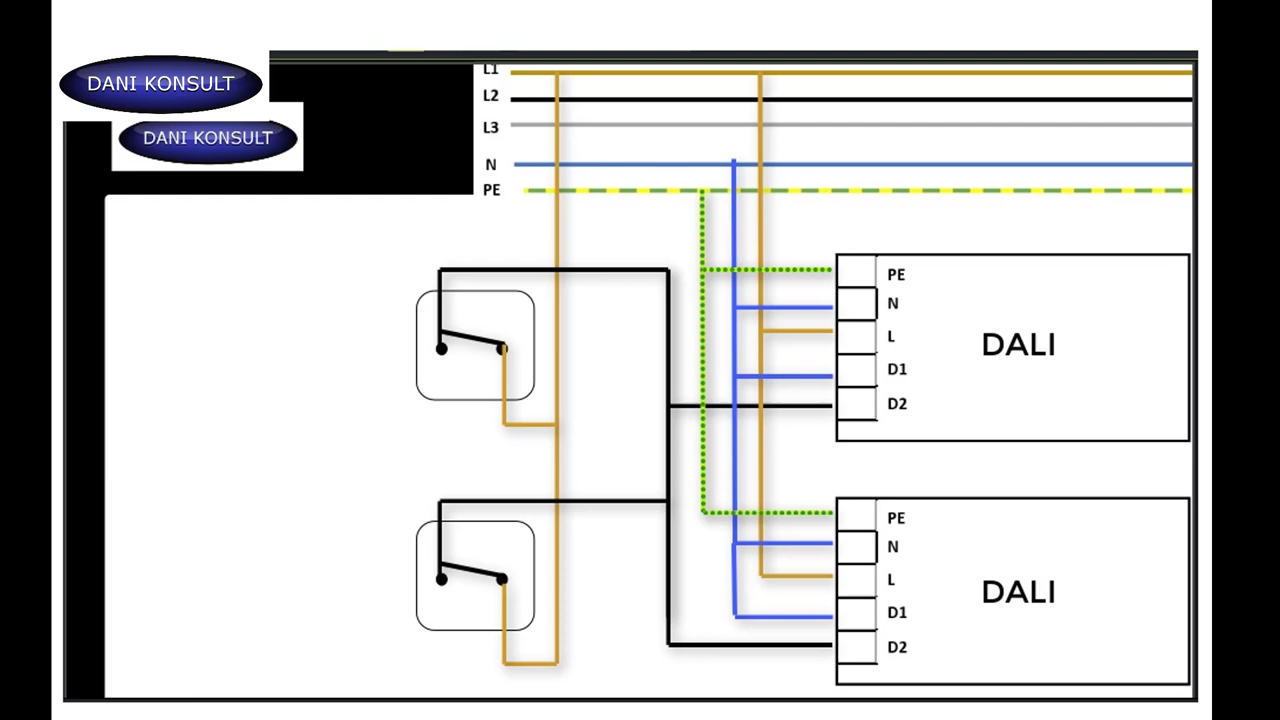 DANI KONSULT
DANI KONSULT
L1
L2
L3
N
PE
PE
N
L
D1
D2
DALI
PE
N
L
D1
D2
DALI